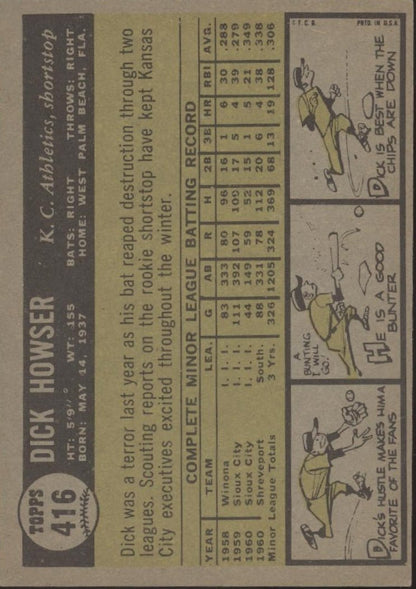 TOPPS
416
DICK HOWSER K. C. Athletics, shortstop
HT: 5'9½" WT: 155 BATS: RIGHT THROWS: RIGHT
BORN: MAY 14, 1937 HOME: WEST PALM BEACH, FLA.
Dick was a terror last year as his bat reaped destruction through two
leagues. Scouting reports on the rookie shortstop have kept Kansas
City executives excited throughout the winter.
COMPLETE MINOR LEAGUE BATTING RECORD
YEAR TEAM LEA. G AB R H 2B 3B HR RBI AVG.
1958 Winona I. I. I. 83 333 78 96 16 1 6 30 .288
1959 Sioux City I. I. I. 111 392 107 109 17 5 4 39 .279
1960 Sioux City I. I. I. 44 149 59 52 15 1 5 21 .349
1960 Shreveport South. 88 331 78 112 20 6 4 38 .338
Minor League Totals 3 Yrs. 326 1205 324 369 68 13 19 128 .306
DICK'S HUSTLE MAKES HIM A
FAVORITE OF THE FANS
A
BUNTING
I WILL
GO!
HE IS A GOOD
BUNTER
© T. C. G. PRTD. IN U.S.A.
DICK IS BEST WHEN THE
CHIPS ARE DOWN